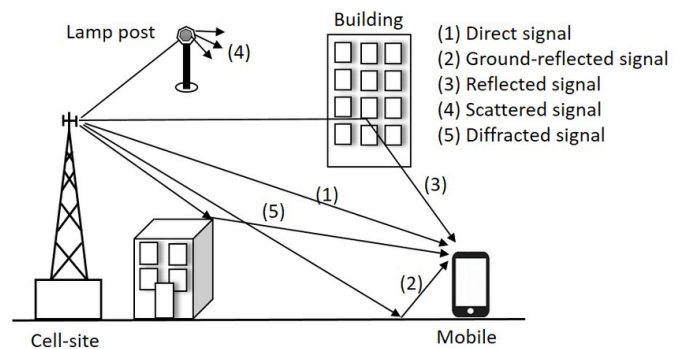 Building
Lamp post
(4)
(1) Direct signal
(2) Ground-reflected signal
(3) Reflected signal
(4) Scattered signal
(5) Diffracted signal
(3)
(1)
(5)
(2)
Cell-site
Mobile